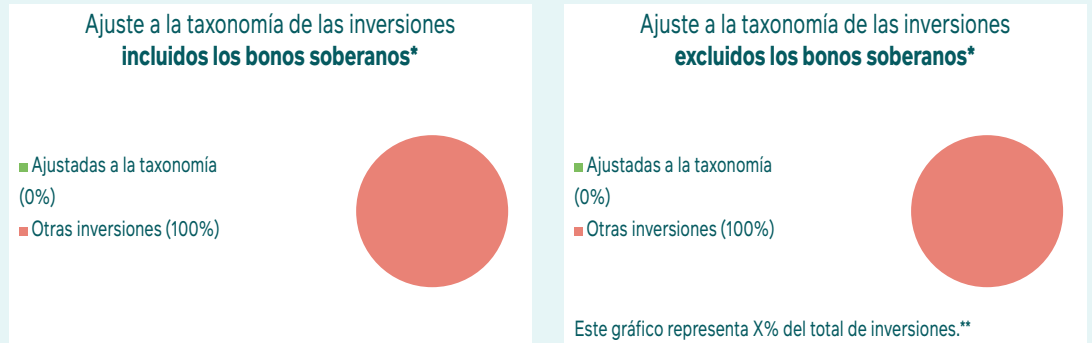 Ajuste a la taxonomía de las inversiones
incluidos los bonos soberanos*
Ajustadas a la taxonomía
(0%)
Otras inversiones (100%)
Ajuste a la taxonomía de las inversiones
excluidos los bonos soberanos*
Ajustadas a la taxonomía
(0%)
Otras inversiones (100%)
Este gráfico representa X% del total de inversiones.**